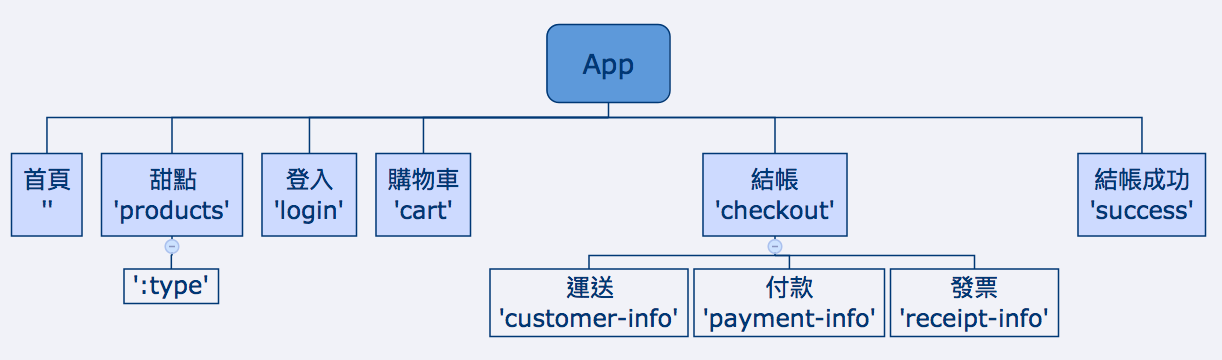 App
首頁
''
甜點
'products'
登入
'login'
購物車
'cart'
結帳
'checkout'
結帳成功
'success'
':type'
運送
'customer-info'
付款
'payment-info'
發票
'receipt-info'